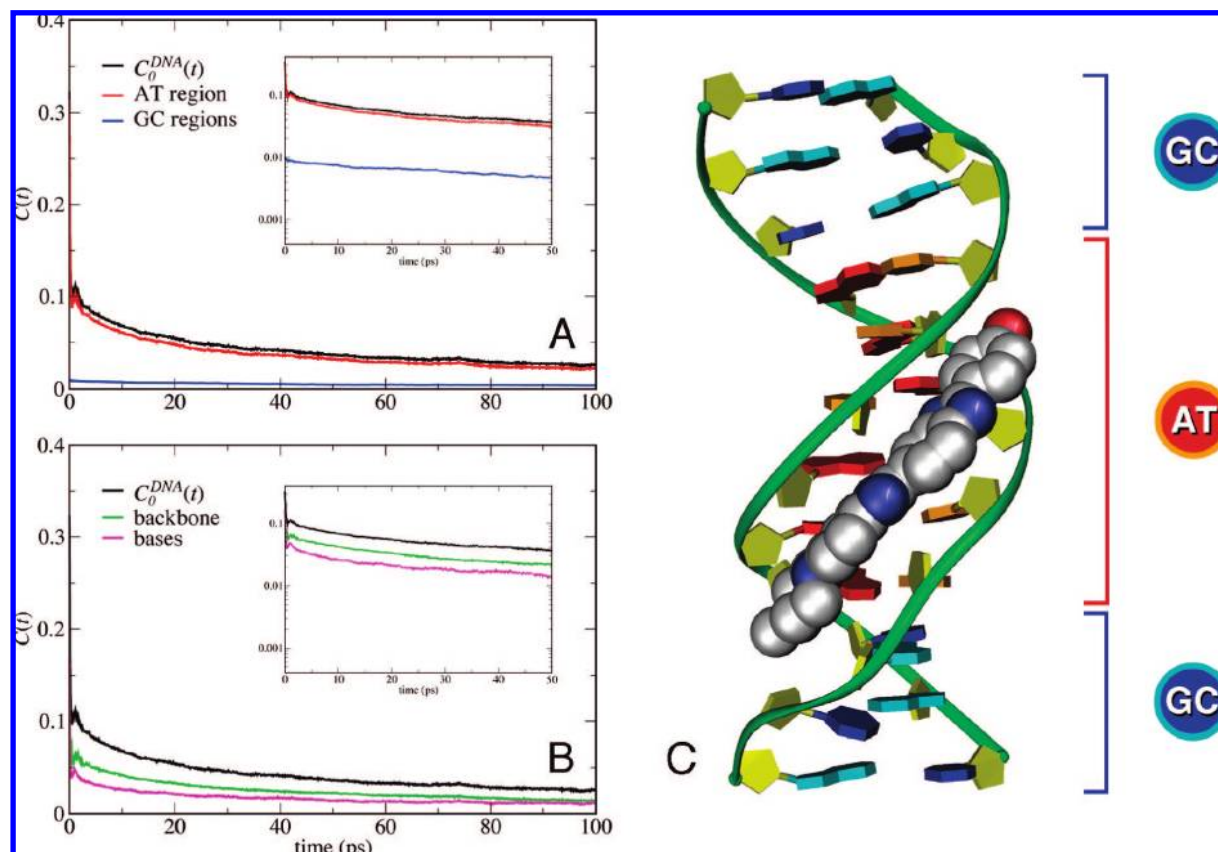 0.4
0.3
0.2
0.1
0
C(t)
C_0^{DNA}(t)
AT region
GC regions
0.1
0.01
0.001
0 10 20 30 40 50
time (ps)
A
0 20 40 60 80 100
0.4
0.3
0.2
0.1
0
C(t)
C_0^{DNA}(t)
backbone
bases
0.1
0.01
0.001
0 10 20 30 40 50
time (ps)
B
0 20 40 60 80 100
time (ps)
GC
AT
GC
C